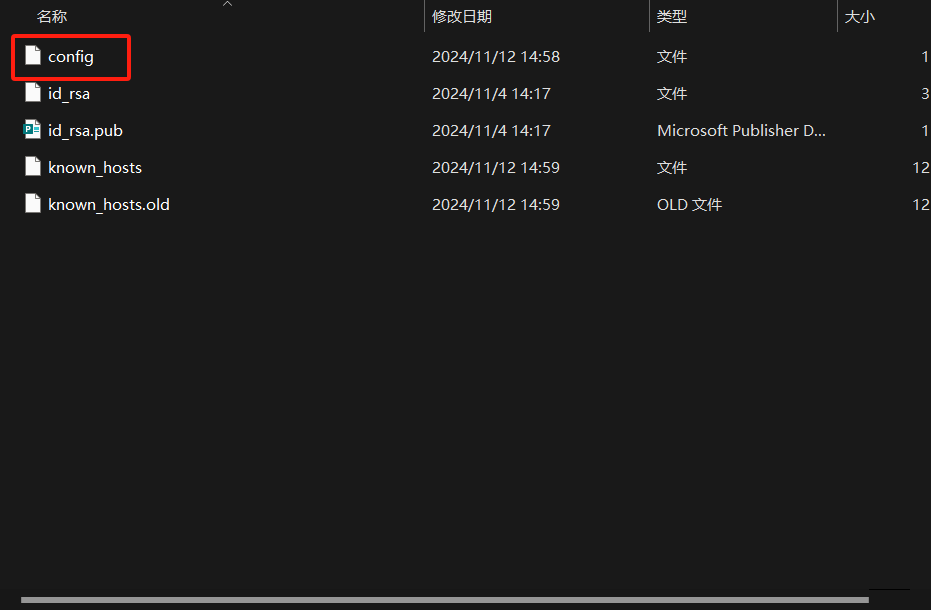 名称 修改日期 类型 大小
config 2024/11/12 14:58 文件 1
id_rsa 2024/11/4 14:17 文件 3
id_rsa.pub 2024/11/4 14:17 Microsoft Publisher D... 1
known_hosts 2024/11/12 14:59 文件 12
known_hosts.old 2024/11/12 14:59 OLD 文件 12